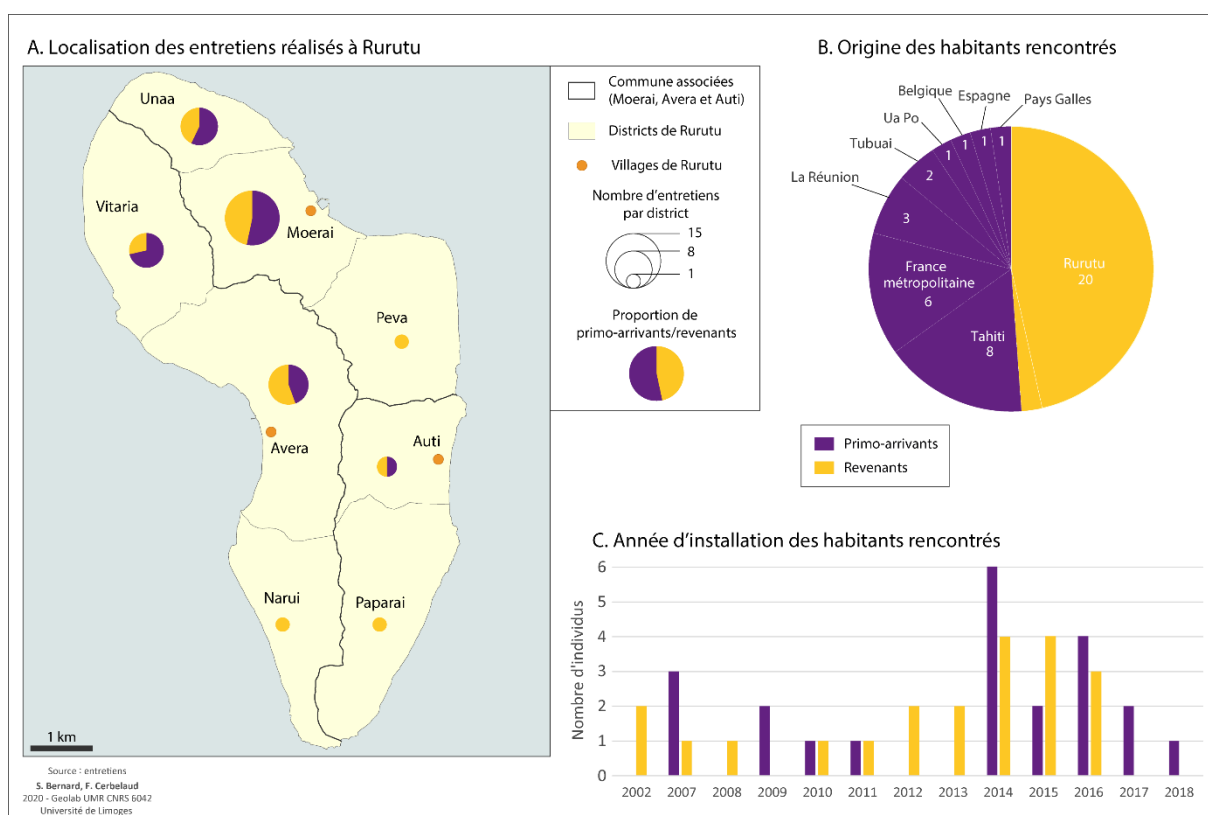 A. Localisation des entretiens réalisés à Rurutu
Unaa
Vitaria
Moerai
Peva
Avera
Auti
Narui
Paparai
1 km
Source : entretiens
S. Bernard, F. Cerbelaud
2020 - Geolab UMR CNRS 6042
Université de Limoges
Commune associées
(Moerai, Avera et Auti)
Districts de Rurutu
Villages de Rurutu
Nombre d'entretiens
par district
15
8
1
Proportion de
primo-arrivants/revenants
B. Origine des habitants rencontrés
Belgique
Espagne
Pays Galles
Ua Po
Tubuai
La Réunion
1
1
1
1
2
3
France
métropolitaine
6
Tahiti
8
Rurutu
20
Primo-arrivants
Revenants
C. Année d'installation des habitants rencontrés
Nombre d'individus
6
5
4
3
2
1
0
2002 2007 2008 2009 2010 2011 2012 2013 2014 2015 2016 2017 2018